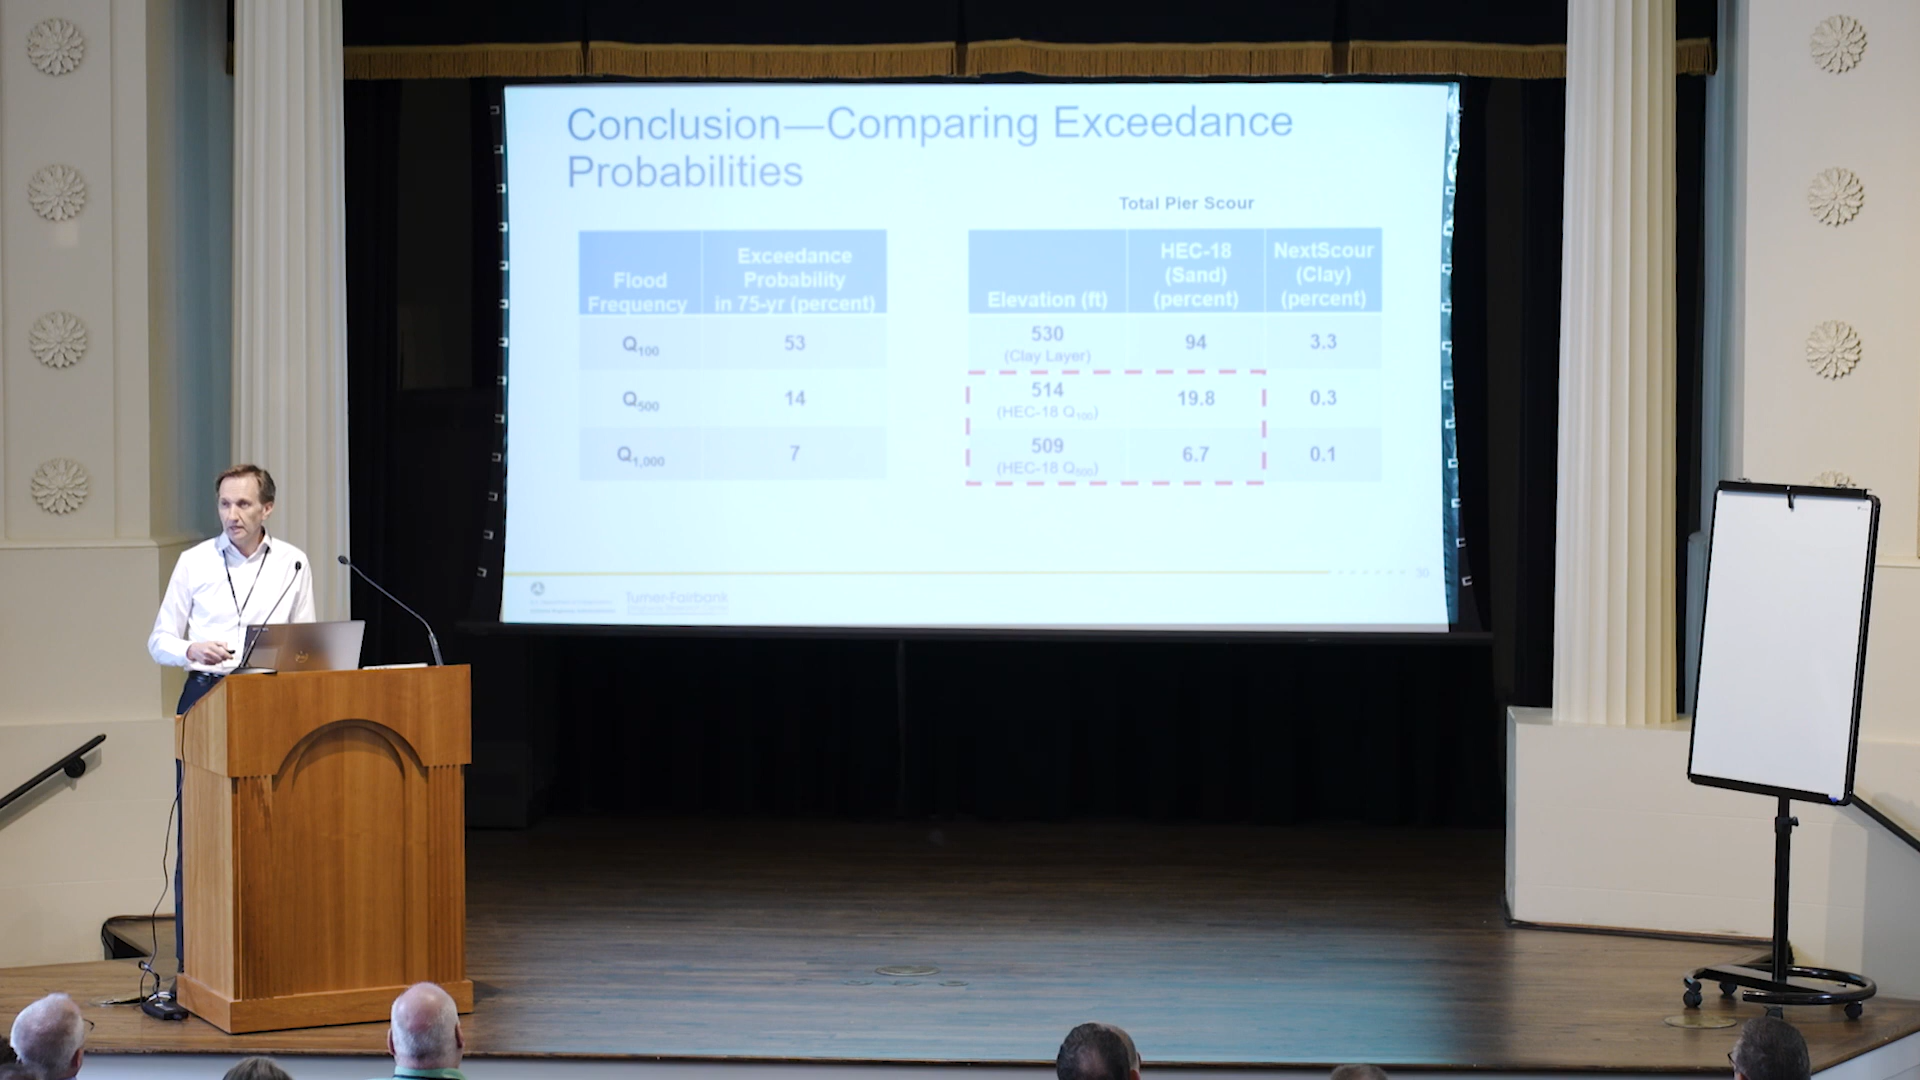 Conclusion—Comparing Exceedance
Probabilities
Flood
Frequency
Exceedance
Probability
in 75-yr (percent)
Q100
53
Q500
14
Q1,000
7
Total Pier Scour
Elevation (ft)
HEC-18
(Sand)
(percent)
NextScour
(Clay)
(percent)
530
(Clay Layer)
94
3.3
514
(HEC-18 Q100)
19.8
0.3
509
(HEC-18 Q500)
6.7
0.1
Turner-Fairbank
30